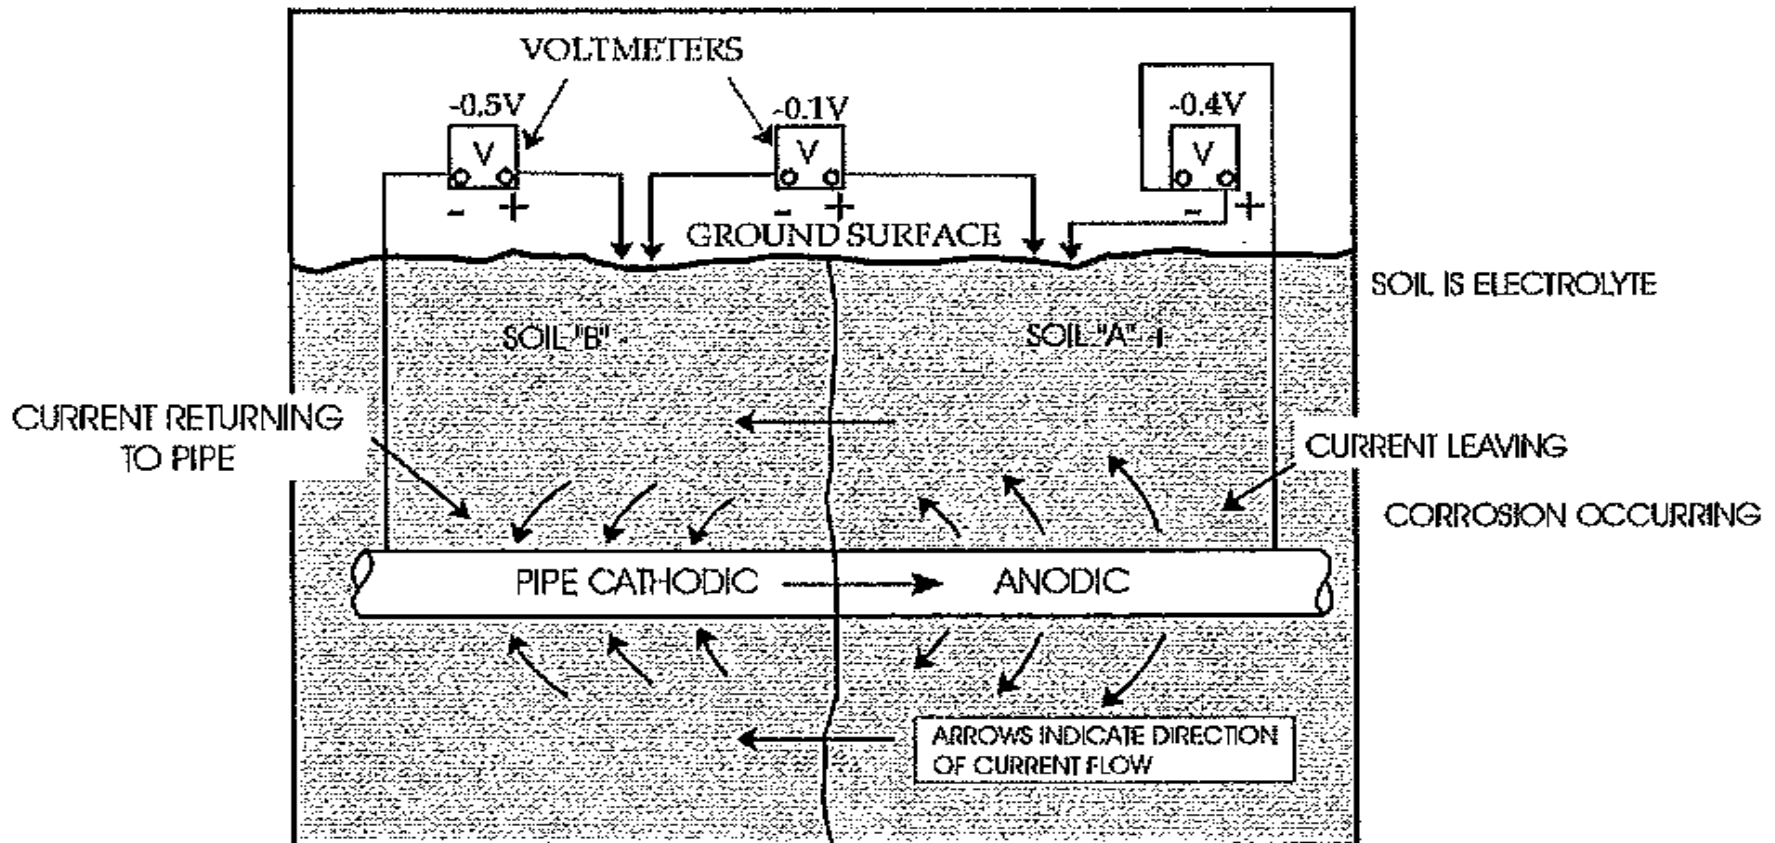 VOLTMETERS
-0.5V
-0.1V
-0.4V
V
V
V
- +
- +
- +
GROUND SURFACE
SOIL IS ELECTROLYTE
SOIL "B" -
SOIL "A" +
CURRENT RETURNING
TO PIPE
CURRENT LEAVING
CORROSION OCCURRING
PIPE CATHODIC
ANODIC
ARROWS INDICATE DIRECTION
OF CURRENT FLOW